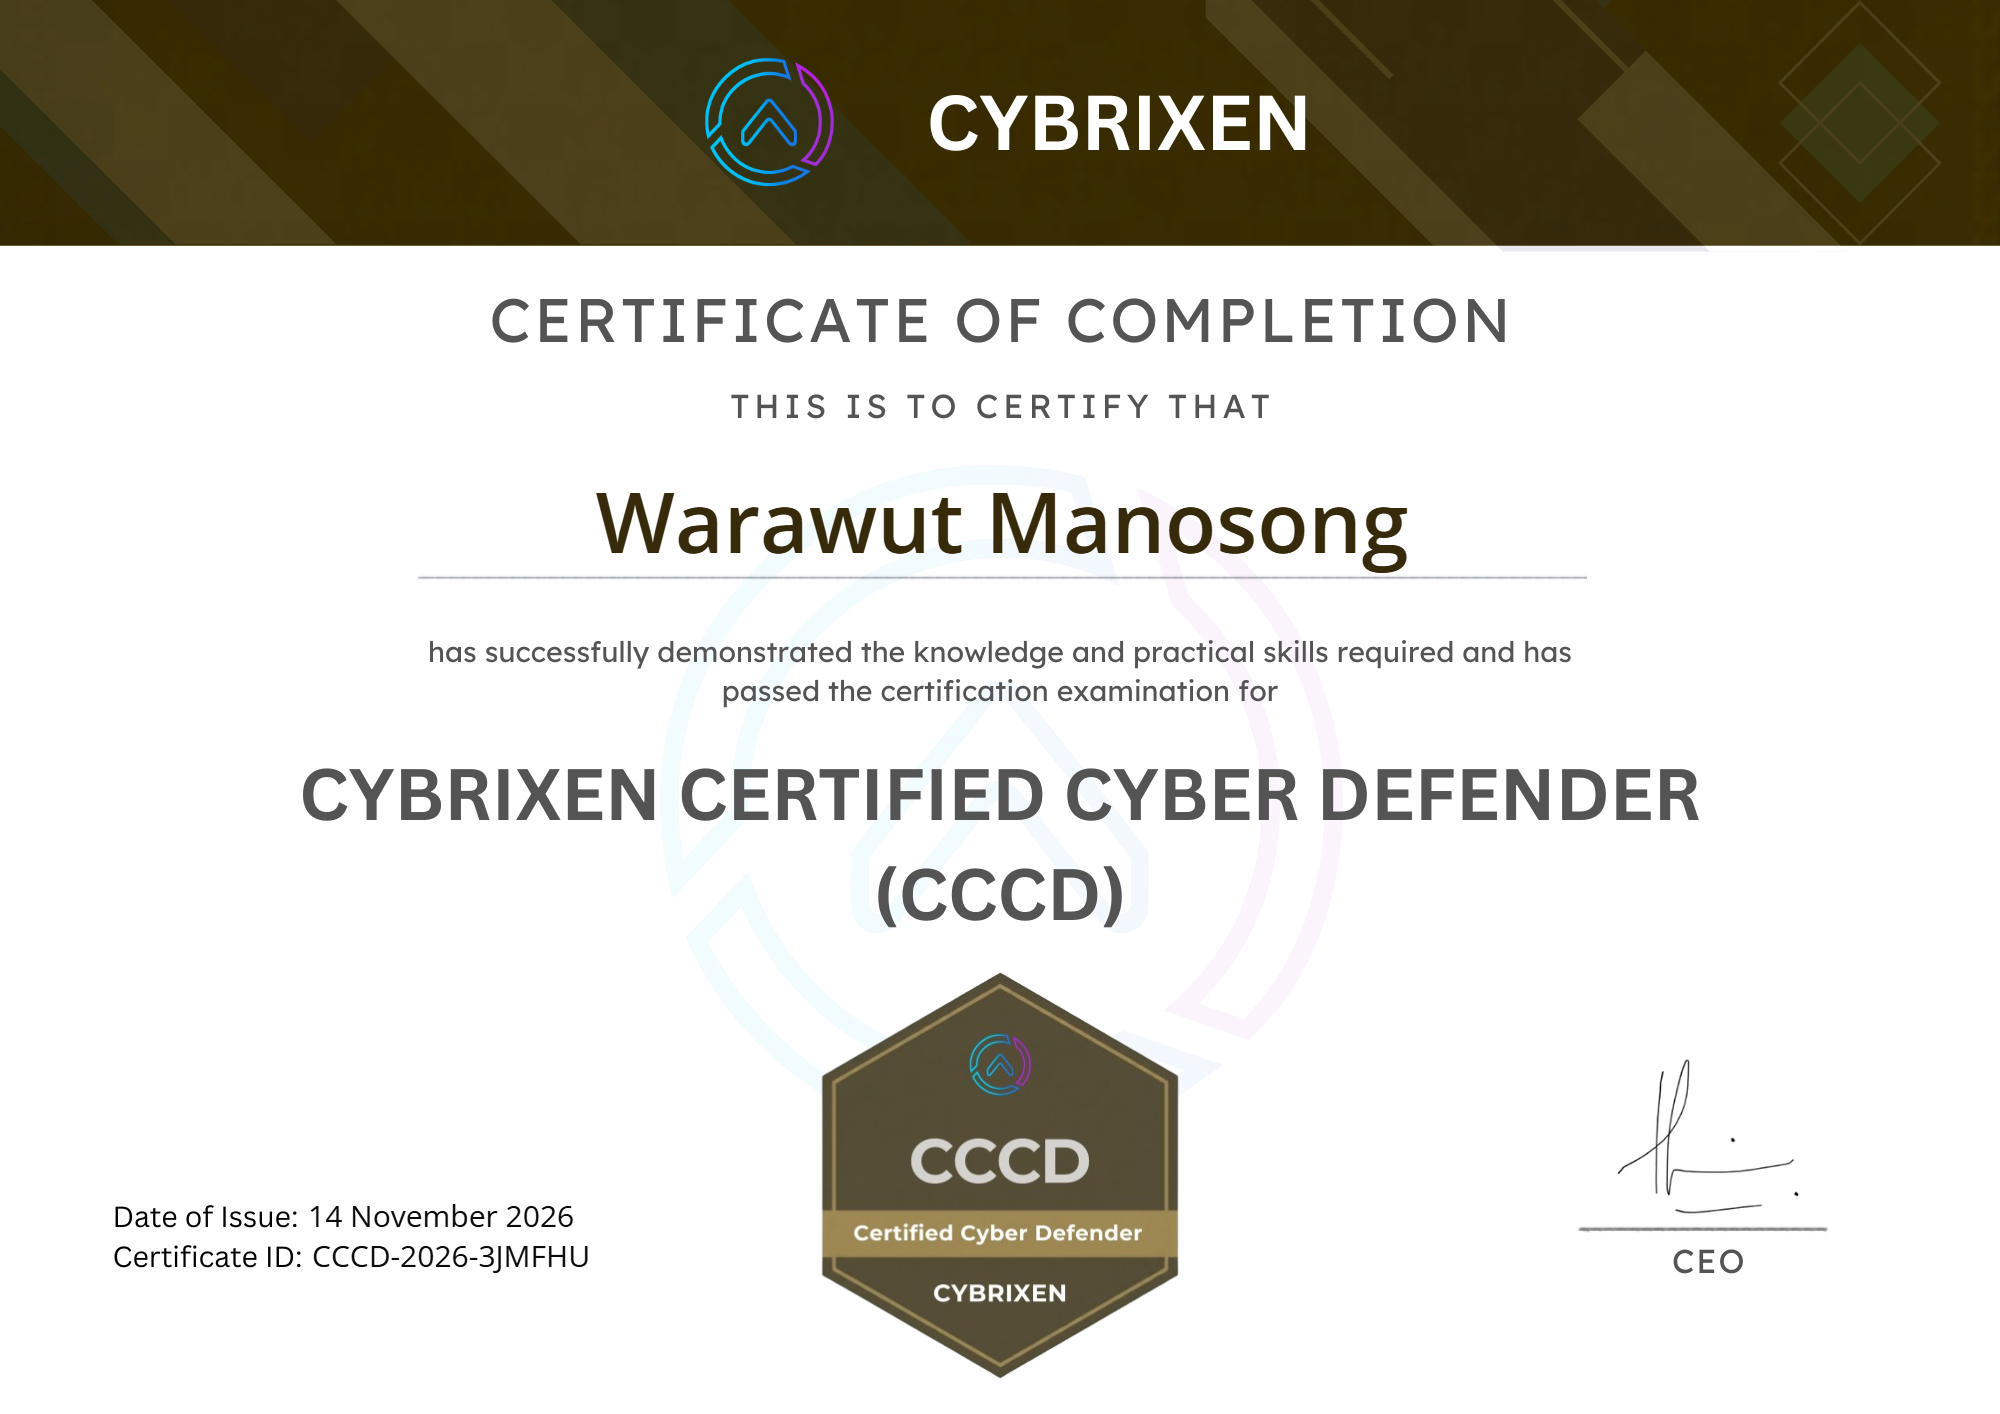 CYBRIXEN
CERTIFICATE OF COMPLETION
THIS IS TO CERTIFY THAT
Warawut Manosong
has successfully demonstrated the knowledge and practical skills required and has
passed the certification examination for
CYBRIXEN CERTIFIED CYBER DEFENDER
(CCCD)
CCCD
Certified Cyber Defender
CYBRIXEN
Date of Issue: 14 November 2026
Certificate ID: CCCD-2026-3JMFHU
CEO